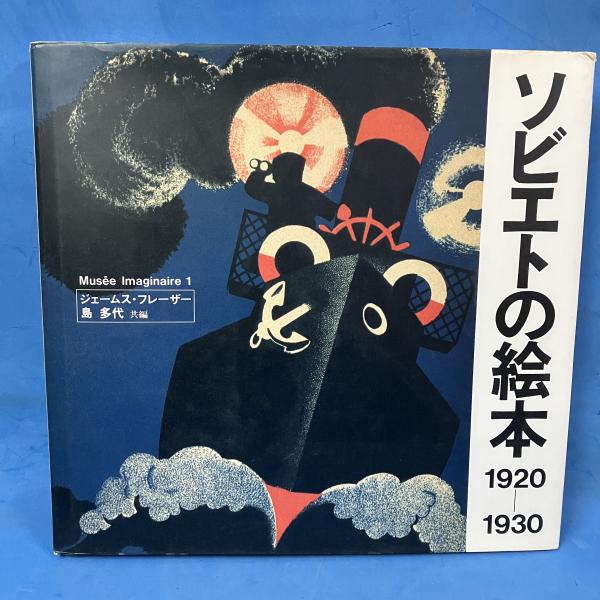 ソビエトの絵本
1920
1930
Musée Imaginaire 1
ジェームス・フレーザー
島 多代 共編